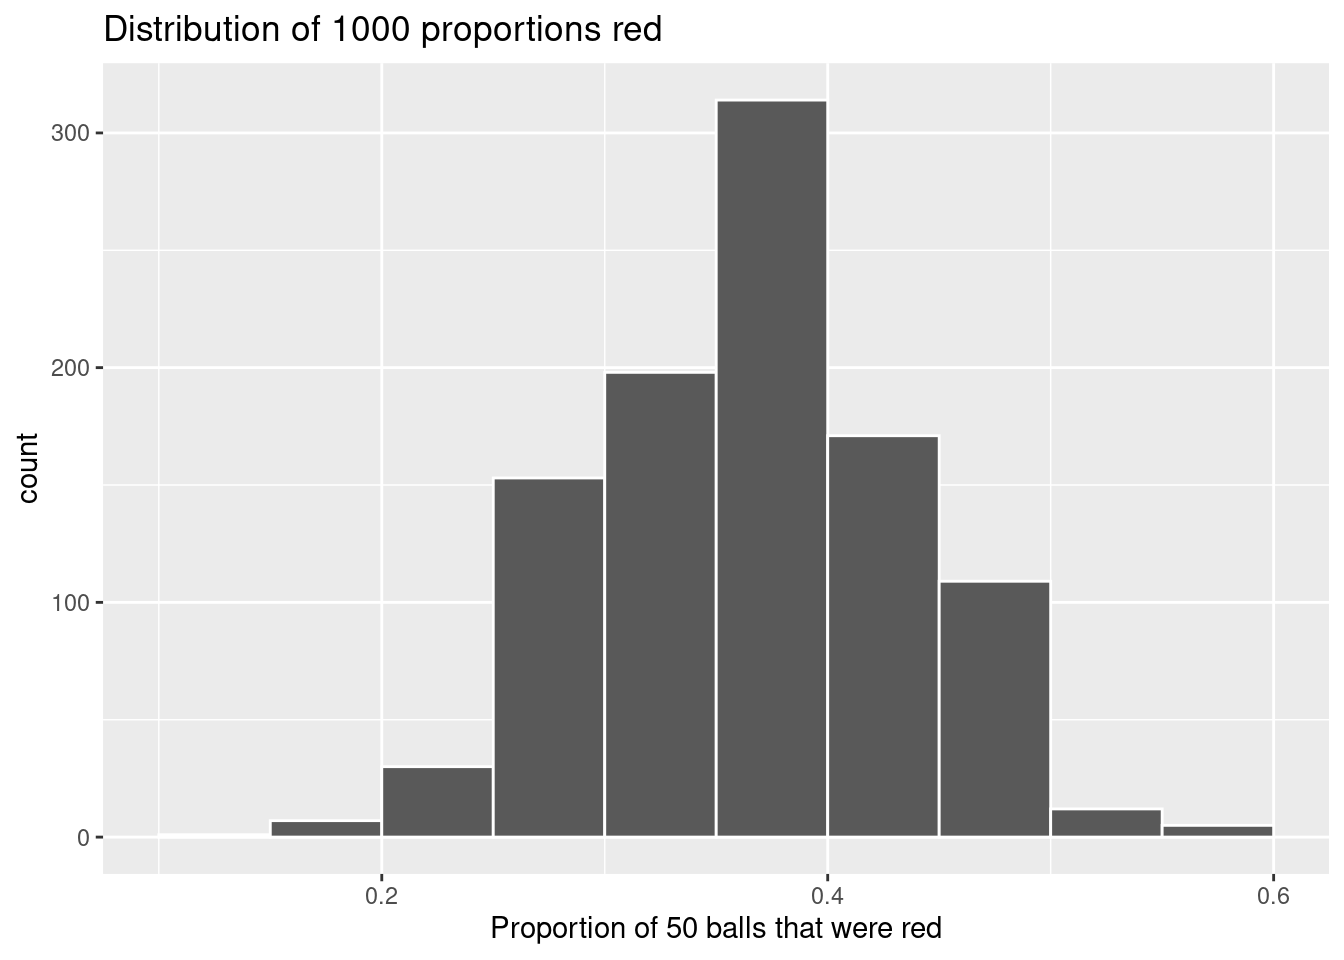 Distribution of 1000 proportions red
300
200
100
0
count
0.2 0.4 0.6
Proportion of 50 balls that were red